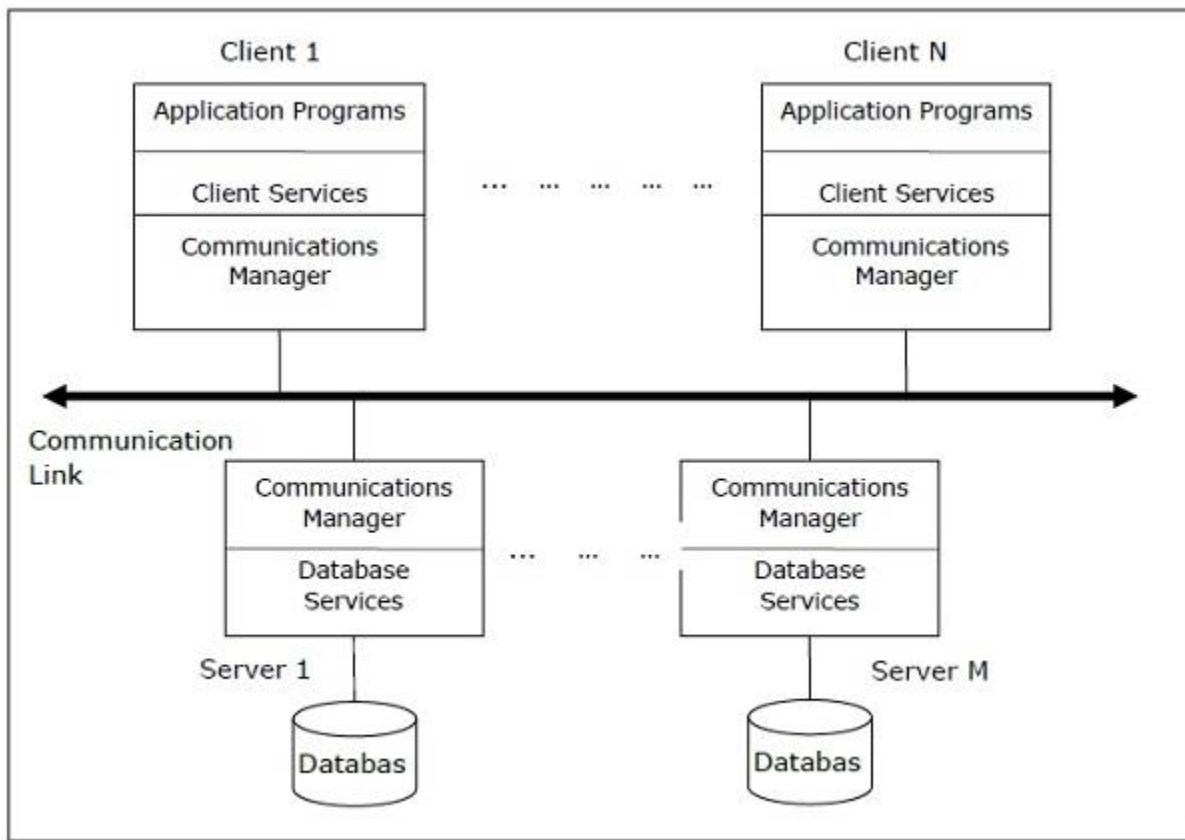 Client 1
Client N
Application Programs
Application Programs
Client Services
... ... ... ... ...
Client Services
Communications
Manager
Communications
Manager
Communication
Link
Communications
Manager
Communications
Manager
... ... ...
Database
Services
Database
Services
Server 1
Server M
Databas
Databas